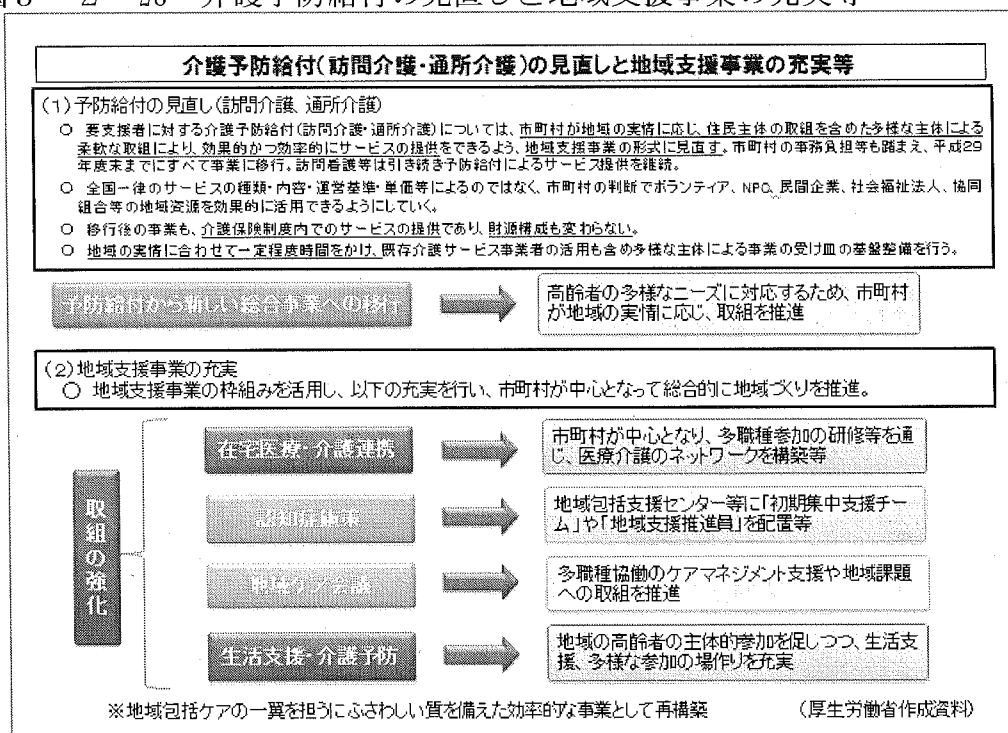 介護予防給付(訪問介護・通所介護)の見直しと地域支援事業の充実等
(1)予防給付の見直し(訪問介護、通所介護)
○ 要支援者に対する介護予防給付(訪問介護・通所介護)については、市町村が地域の実情に応じ、住民主体の取組を含めた多様な主体による
柔軟な取組により、効果的かつ効率的にサービスの提供をできるよう、地域支援事業の形式に見直す。市町村の事務負担等も踏まえ、平成29
年度末までにすべて事業に移行。訪問看護等は引き続き予防給付によるサービス提供を継続。
○ 全国一律のサービスの種類・内容・運営基準・単価等によるのではなく、市町村の判断でボランティア、NPO、民間企業、社会福祉法人、協同
組合等の地域資源を効果的に活用できるようにしていく。
○ 移行後の事業も、介護保険制度内でのサービスの提供であり、財源構成も変わらない。
○ 地域の実情に合わせて一定程度時間をかけ、既存介護サービス事業者の活用も含め多様な主体による事業の受け皿の基盤整備を行う。
予防給付から新しい総合事業への移行
高齢者の多様なニーズに対応するため、市町村
が地域の実情に応じ、取組を推進
(2)地域支援事業の充実
○ 地域支援事業の枠組みを活用し、以下の充実を行い、市町村が中心となって総合的に地域づくりを推進。
取組の強化
在宅医療・介護連携
市町村が中心となり、多職種参加の研修等を通
じ、医療介護のネットワークを構築等
認知症施策
地域包括支援センター等に「初期集中支援チー
ム」や「地域支援推進員」を配置等
地域ケア会議
多職種協働のケアマネジメント支援や地域課題
への取組を推進
生活支援・介護予防
地域の高齢者の主体的参加を促しつつ、生活支
援、多様な参加の場作りを充実
※地域包括ケアの一翼を担うにふさわしい質を備えた効率的な事業として再構築
(厚生労働省作成資料)